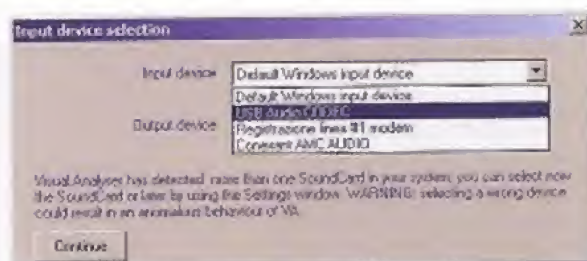 Input device selection
Input device
Default Windows input device
Default Windows input device
USB Audio CODEC
Output device
Registrazione linea #1 modem
Conexant AMC AUDIO
Visual Analyser has detected more than one SoundCard in your system; you can select now
the SoundCard or later by using the Settings window. WARNING: selecting a wrong device
could result in an anomalous behaviour of VA.
Continue